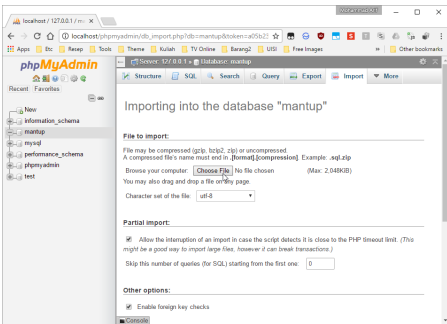 localhost / 127.0.0.1 / m
localhost/phpmyadmin/db_import.php?db=mantup&token=a05b25
Apps Etc Resep Tools Theme Kuliah TV Online Barang2 UISI Free Images » Other bookmarks
phpMyAdmin
Recent Favorites
New
information_schema
mantup
mysql
performance_schema
phpmyadmin
test
Server: 127.0.0.1 » Database: mantup
Structure SQL Search Query Export Import More
Importing into the database "mantup"
File to import:
File may be compressed (gzip, bzip2, zip) or uncompressed.
A compressed file's name must end in .[format].[compression]. Example: .sql.zip
Browse your computer: Choose File No file chosen (Max: 2,048KiB)
You may also drag and drop a file on any page.
Character set of the file: utf-8
Partial import:
Allow the interruption of an import in case the script detects it is close to the PHP timeout limit. (This
might be a good way to import large files, however it can break transactions.)
Skip this number of queries (for SQL) starting from the first one: 0
Other options:
Enable foreign key checks
Console